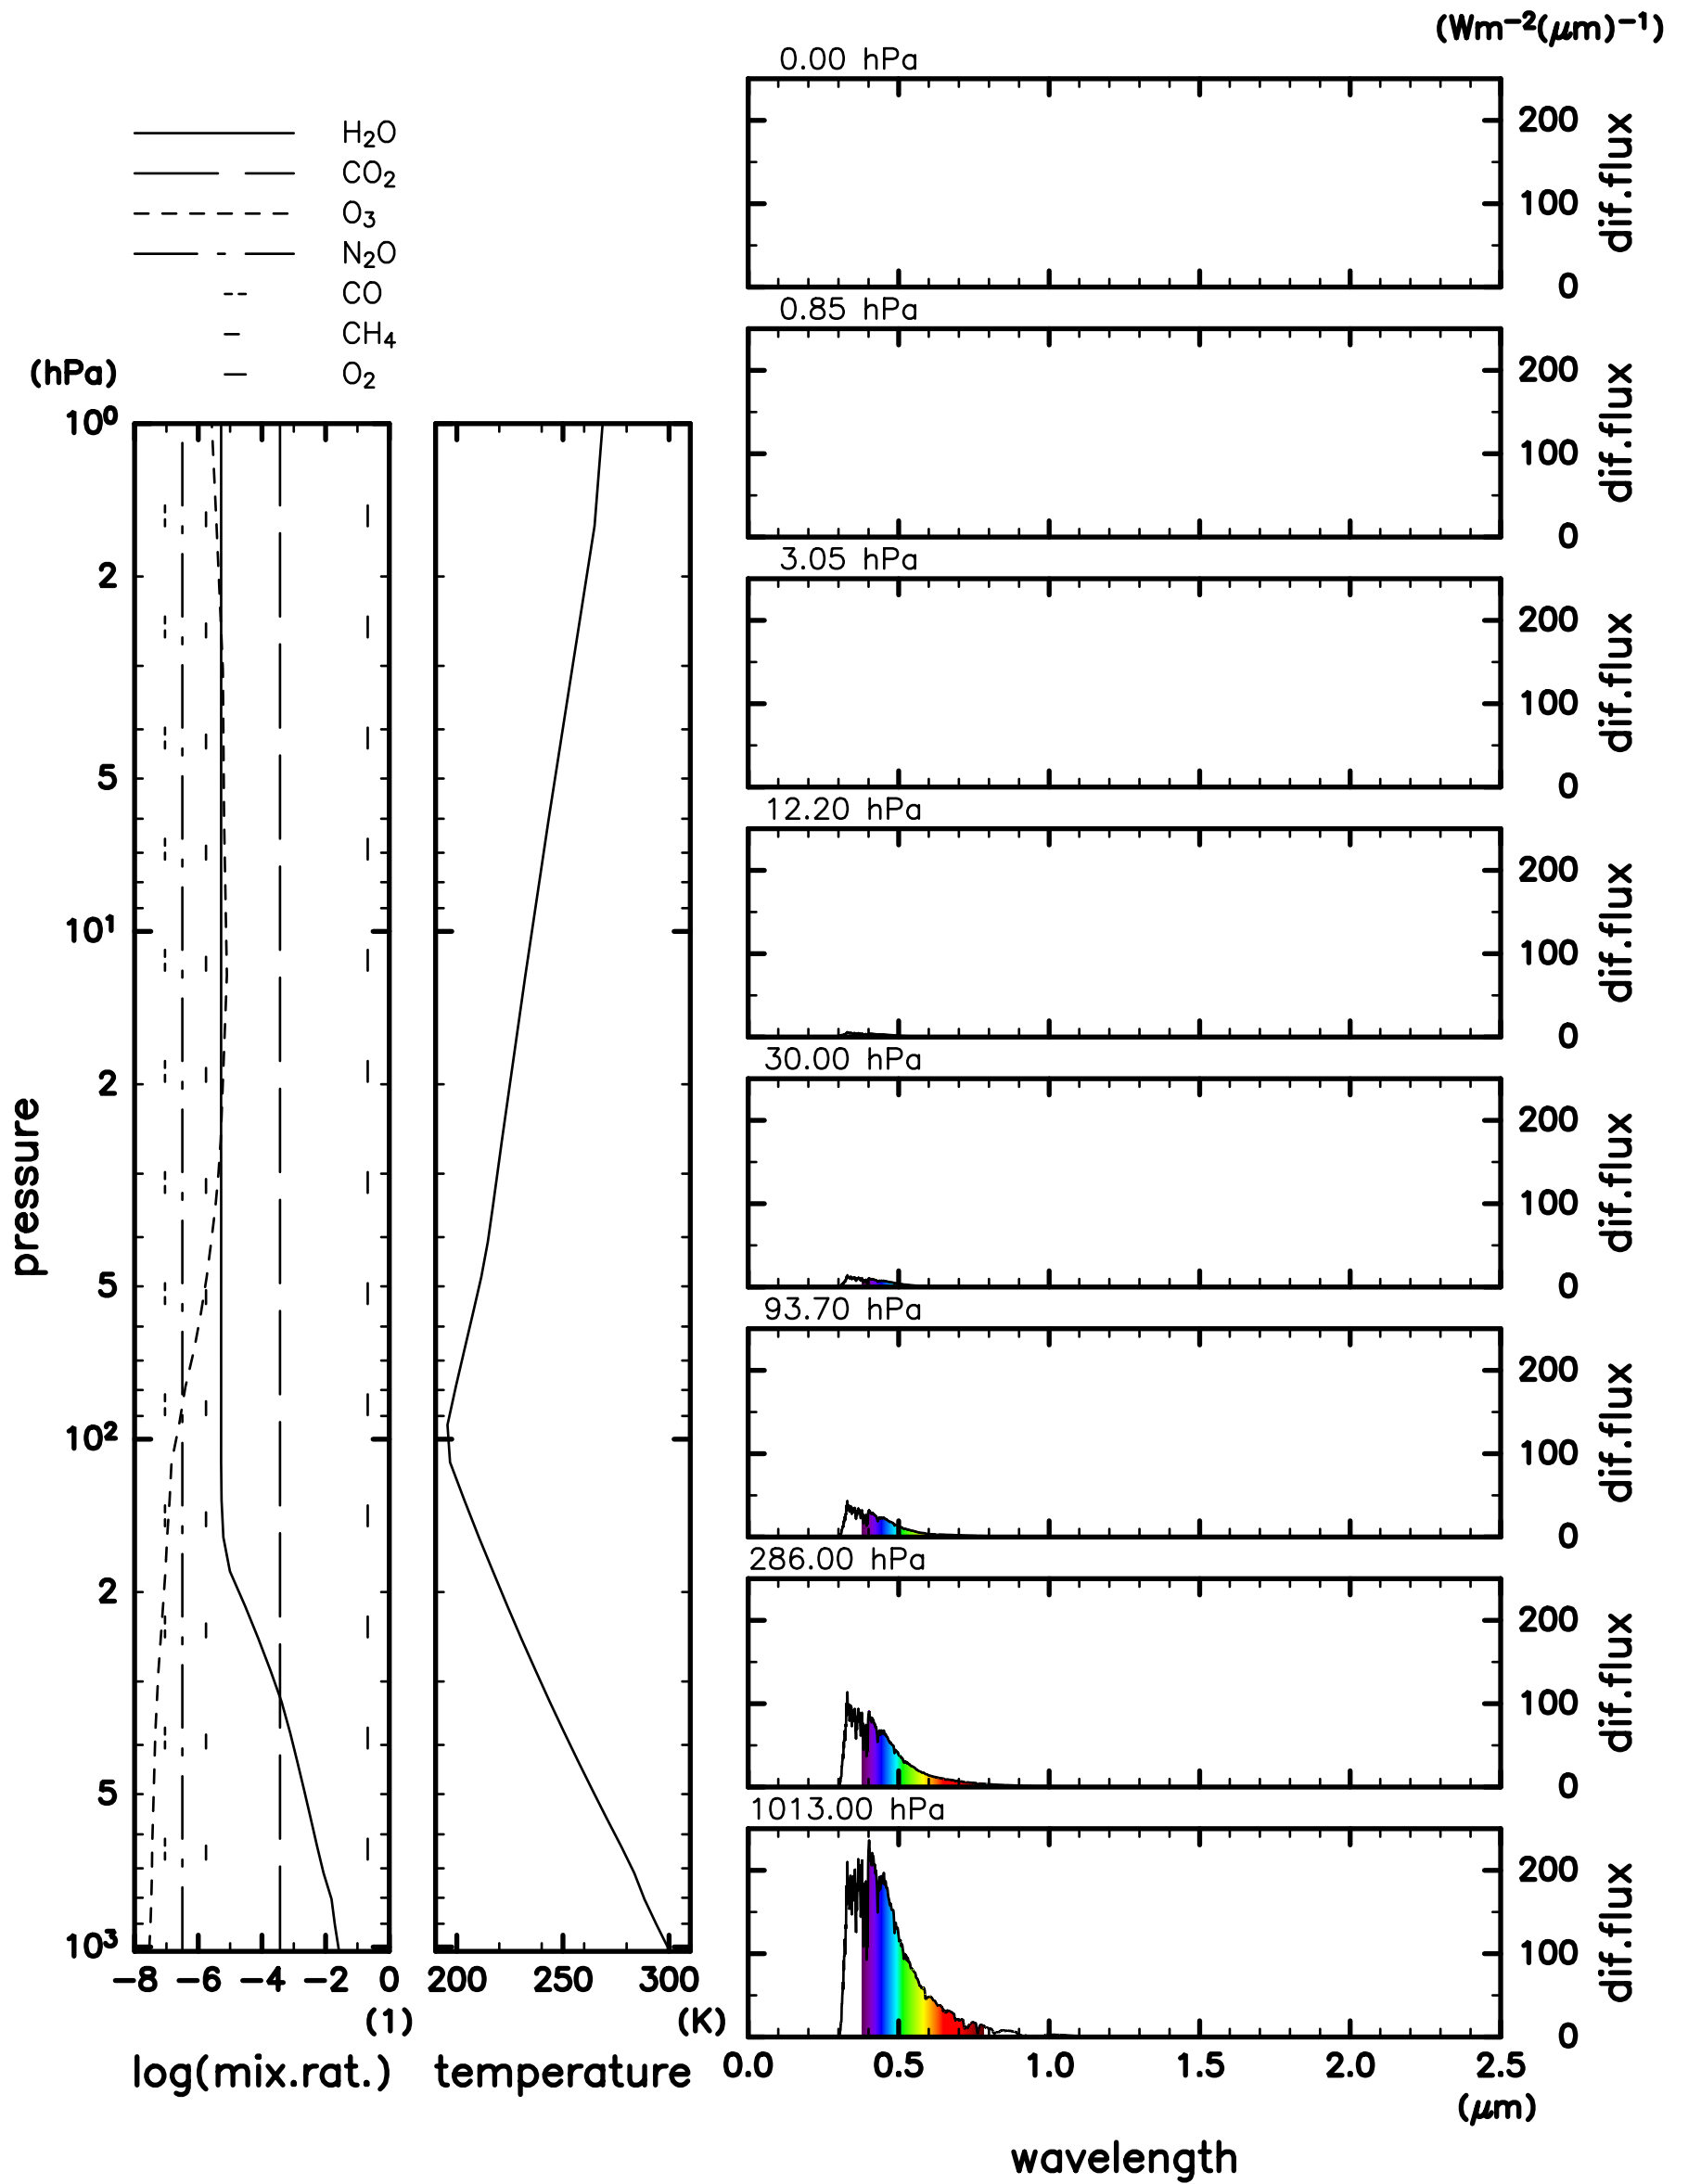 (Wm−2(μm)−1)
H2O
CO2
O3
N2O
CO
CH4
O2
(hPa)
10⁰
2
5
10¹
2
5
10²
2
5
10³
pressure
−8 −6 −4 −2 0
(1)
log(mix.rat.)
200 250 300
(K)
temperature
0.00 hPa
200
100
0
dif.flux
0.85 hPa
200
100
0
dif.flux
3.05 hPa
200
100
0
dif.flux
12.20 hPa
200
100
0
dif.flux
30.00 hPa
200
100
0
dif.flux
93.70 hPa
200
100
0
dif.flux
286.00 hPa
200
100
0
dif.flux
1013.00 hPa
200
100
0
dif.flux
0.0 0.5 1.0 1.5 2.0 2.5
(μm)
wavelength